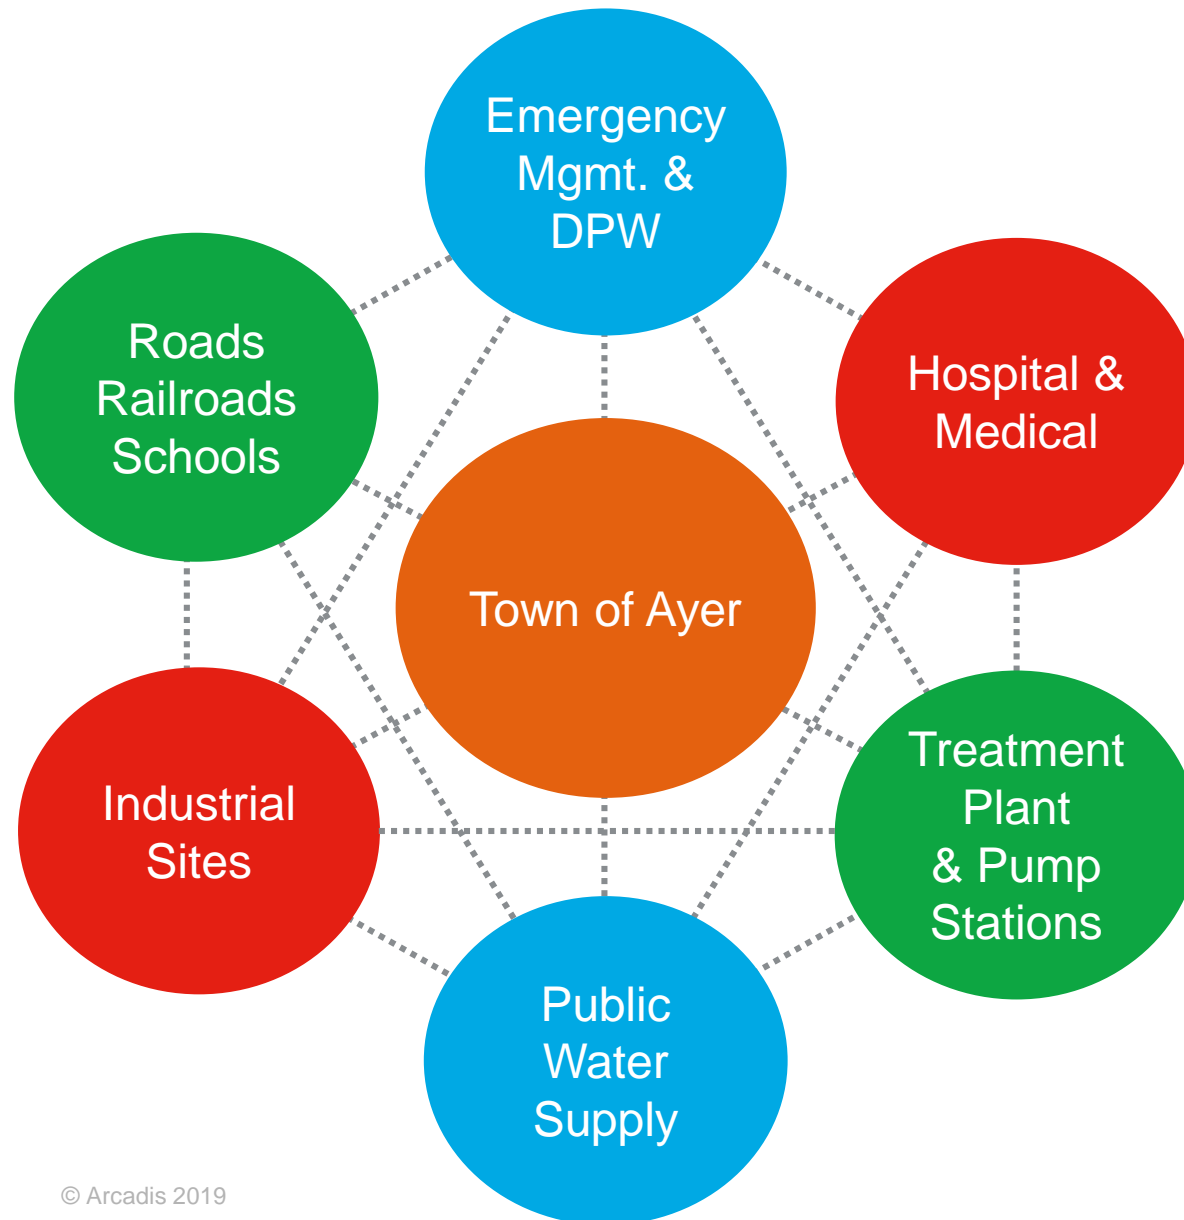 Emergency
Mgmt. &
DPW
Roads
Railroads
Schools
Hospital &
Medical
Town of Ayer
Industrial
Sites
Treatment
Plant
& Pump
Stations
Public
Water
Supply
© Arcadis 2019